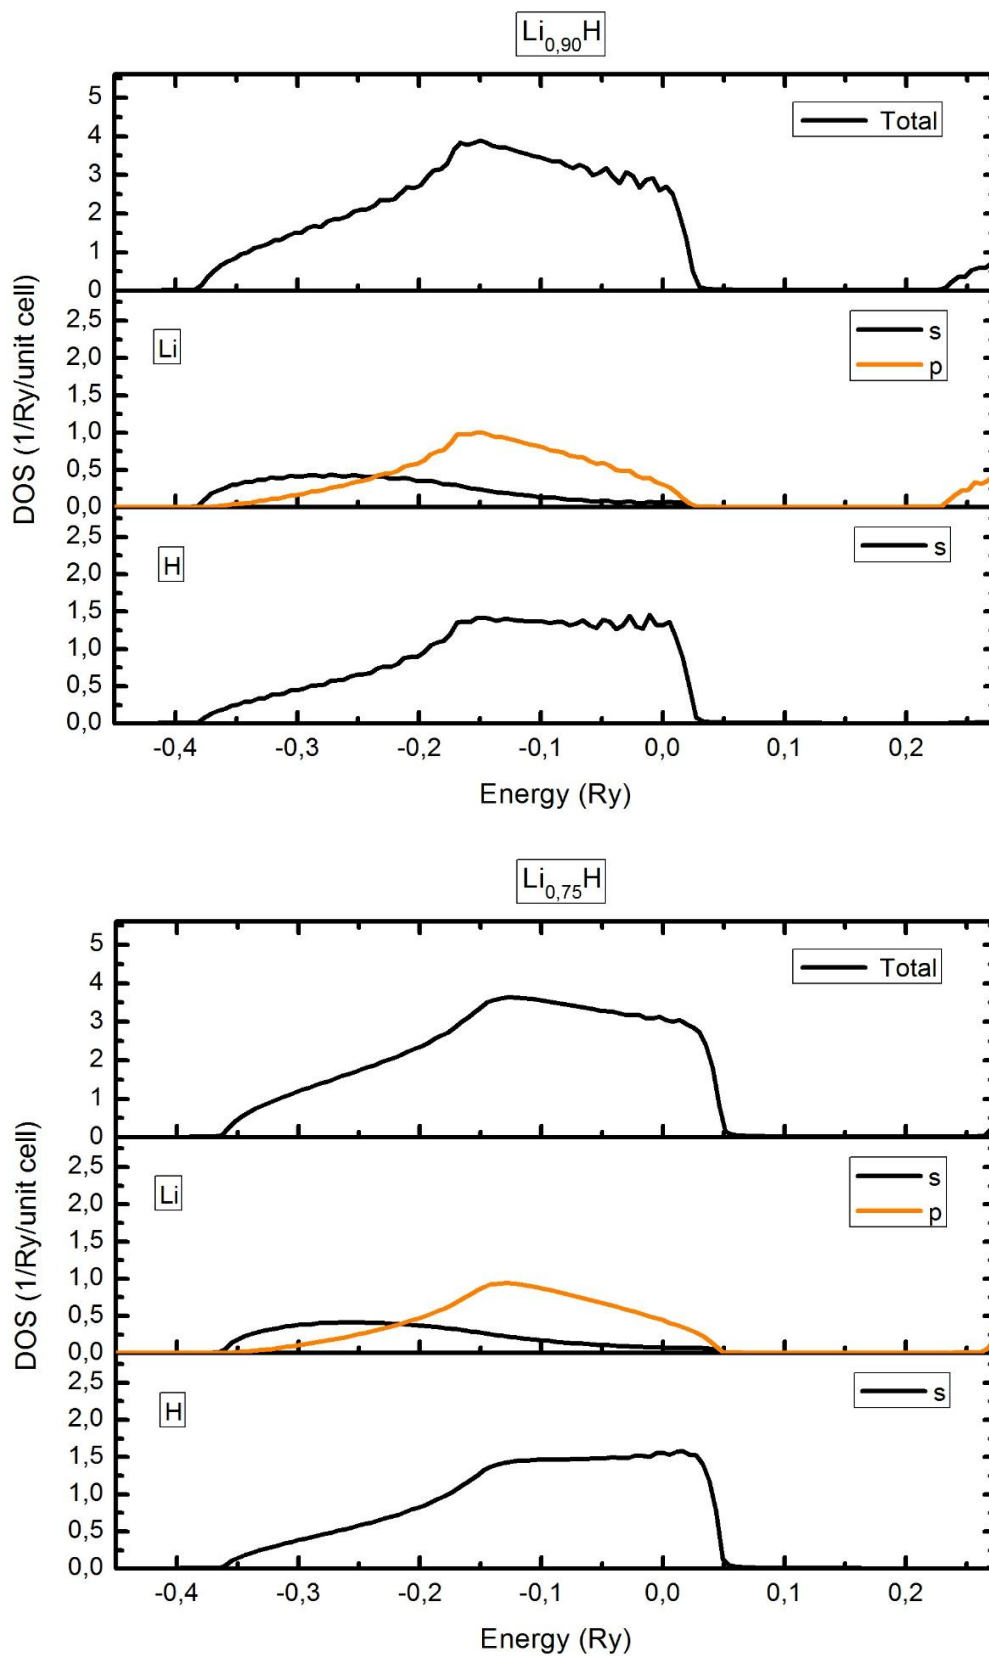 Li0,90H
5
4
3
2
1
0
Total
DOS (1/Ry/unit cell)
2,5
2,0
1,5
1,0
0,5
0,0
Li
s
p
2,5
2,0
1,5
1,0
0,5
0,0
H
s
-0,4 -0,3 -0,2 -0,1 0,0 0,1 0,2
Energy (Ry)
Li0,75H
5
4
3
2
1
0
Total
DOS (1/Ry/unit cell)
2,5
2,0
1,5
1,0
0,5
0,0
Li
s
p
2,5
2,0
1,5
1,0
0,5
0,0
H
s
-0,4 -0,3 -0,2 -0,1 0,0 0,1 0,2
Energy (Ry)